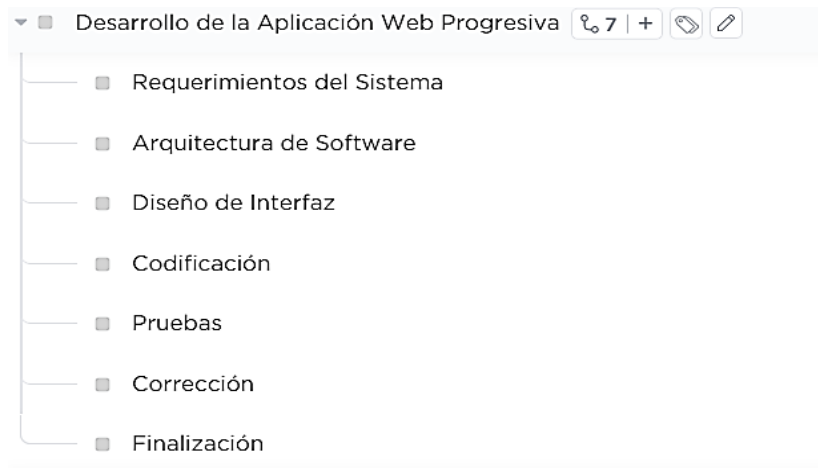 Desarrollo de la Aplicación Web Progresiva 7 | +
Requerimientos del Sistema
Arquitectura de Software
Diseño de Interfaz
Codificación
Pruebas
Corrección
Finalización